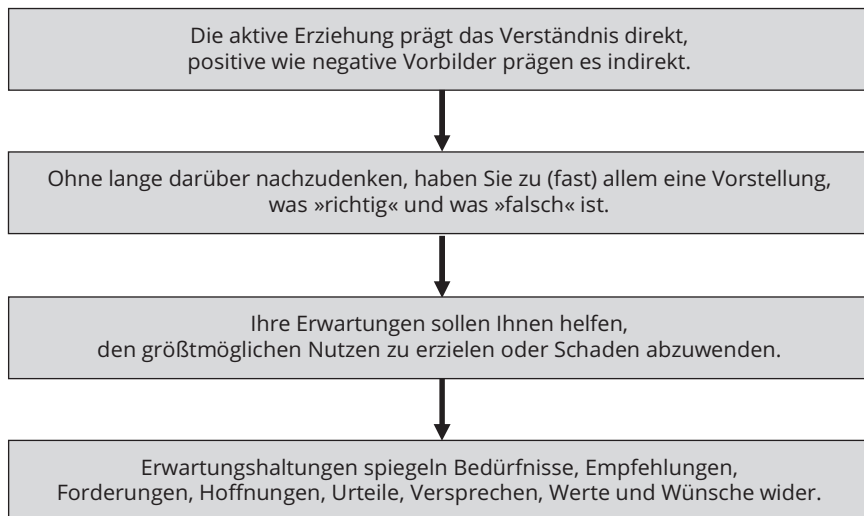 Die aktive Erziehung prägt das Verständnis direkt,
positive wie negative Vorbilder prägen es indirekt.
Ohne lange darüber nachzudenken, haben Sie zu (fast) allem eine Vorstellung,
was »richtig« und was »falsch« ist.
Ihre Erwartungen sollen Ihnen helfen,
den größtmöglichen Nutzen zu erzielen oder Schaden abzuwenden.
Erwartungshaltungen spiegeln Bedürfnisse, Empfehlungen,
Forderungen, Hoffnungen, Urteile, Versprechen, Werte und Wünsche wider.